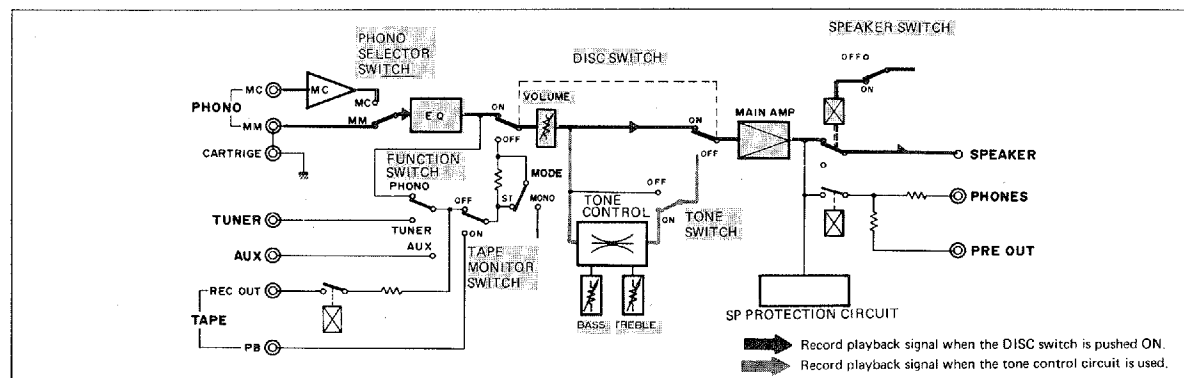 PHONO
SELECTOR
SWITCH
SPEAKER SWITCH
DISC SWITCH
OFF
ON
MC
MC
MC
PHONO
MM
MM
EQ
ON
OFF
VOLUME
ON
OFF
MAIN AMP
SPEAKER
CARTRIGE
FUNCTION
SWITCH
PHONO
MODE
ST
MONO
OFF
ON
TUNER
TUNER
AUX
AUX
TAPE
MONITOR
SWITCH
OFF
ON
TONE
CONTROL
TONE
SWITCH
PHONES
PRE OUT
REC OUT
TAPE
PB
BASS
TREBLE
SP PROTECTION CIRCUIT
Record playback signal when the DISC switch is pushed ON.
Record playback signal when the tone control circuit is used.